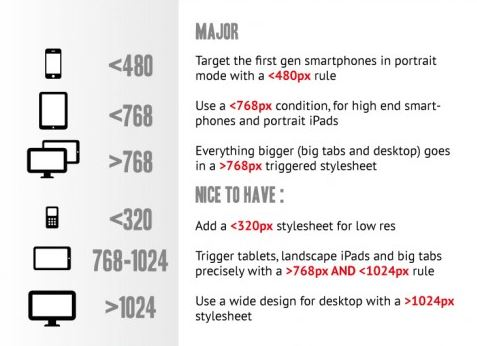 MAJOR
<480
Target the first gen smartphones in portrait
mode with a <480px rule
<768
Use a <768px condition, for high end smart-
phones and portrait iPads
>768
Everything bigger (big tabs and desktop) goes
in a >768px triggered stylesheet
NICE TO HAVE :
<320
Add a <320px stylesheet for low res
768-1024
Trigger tablets, landscape iPads and big tabs
precisely with a >768px AND <1024px rule
>1024
Use a wide design for desktop with a >1024px
stylesheet